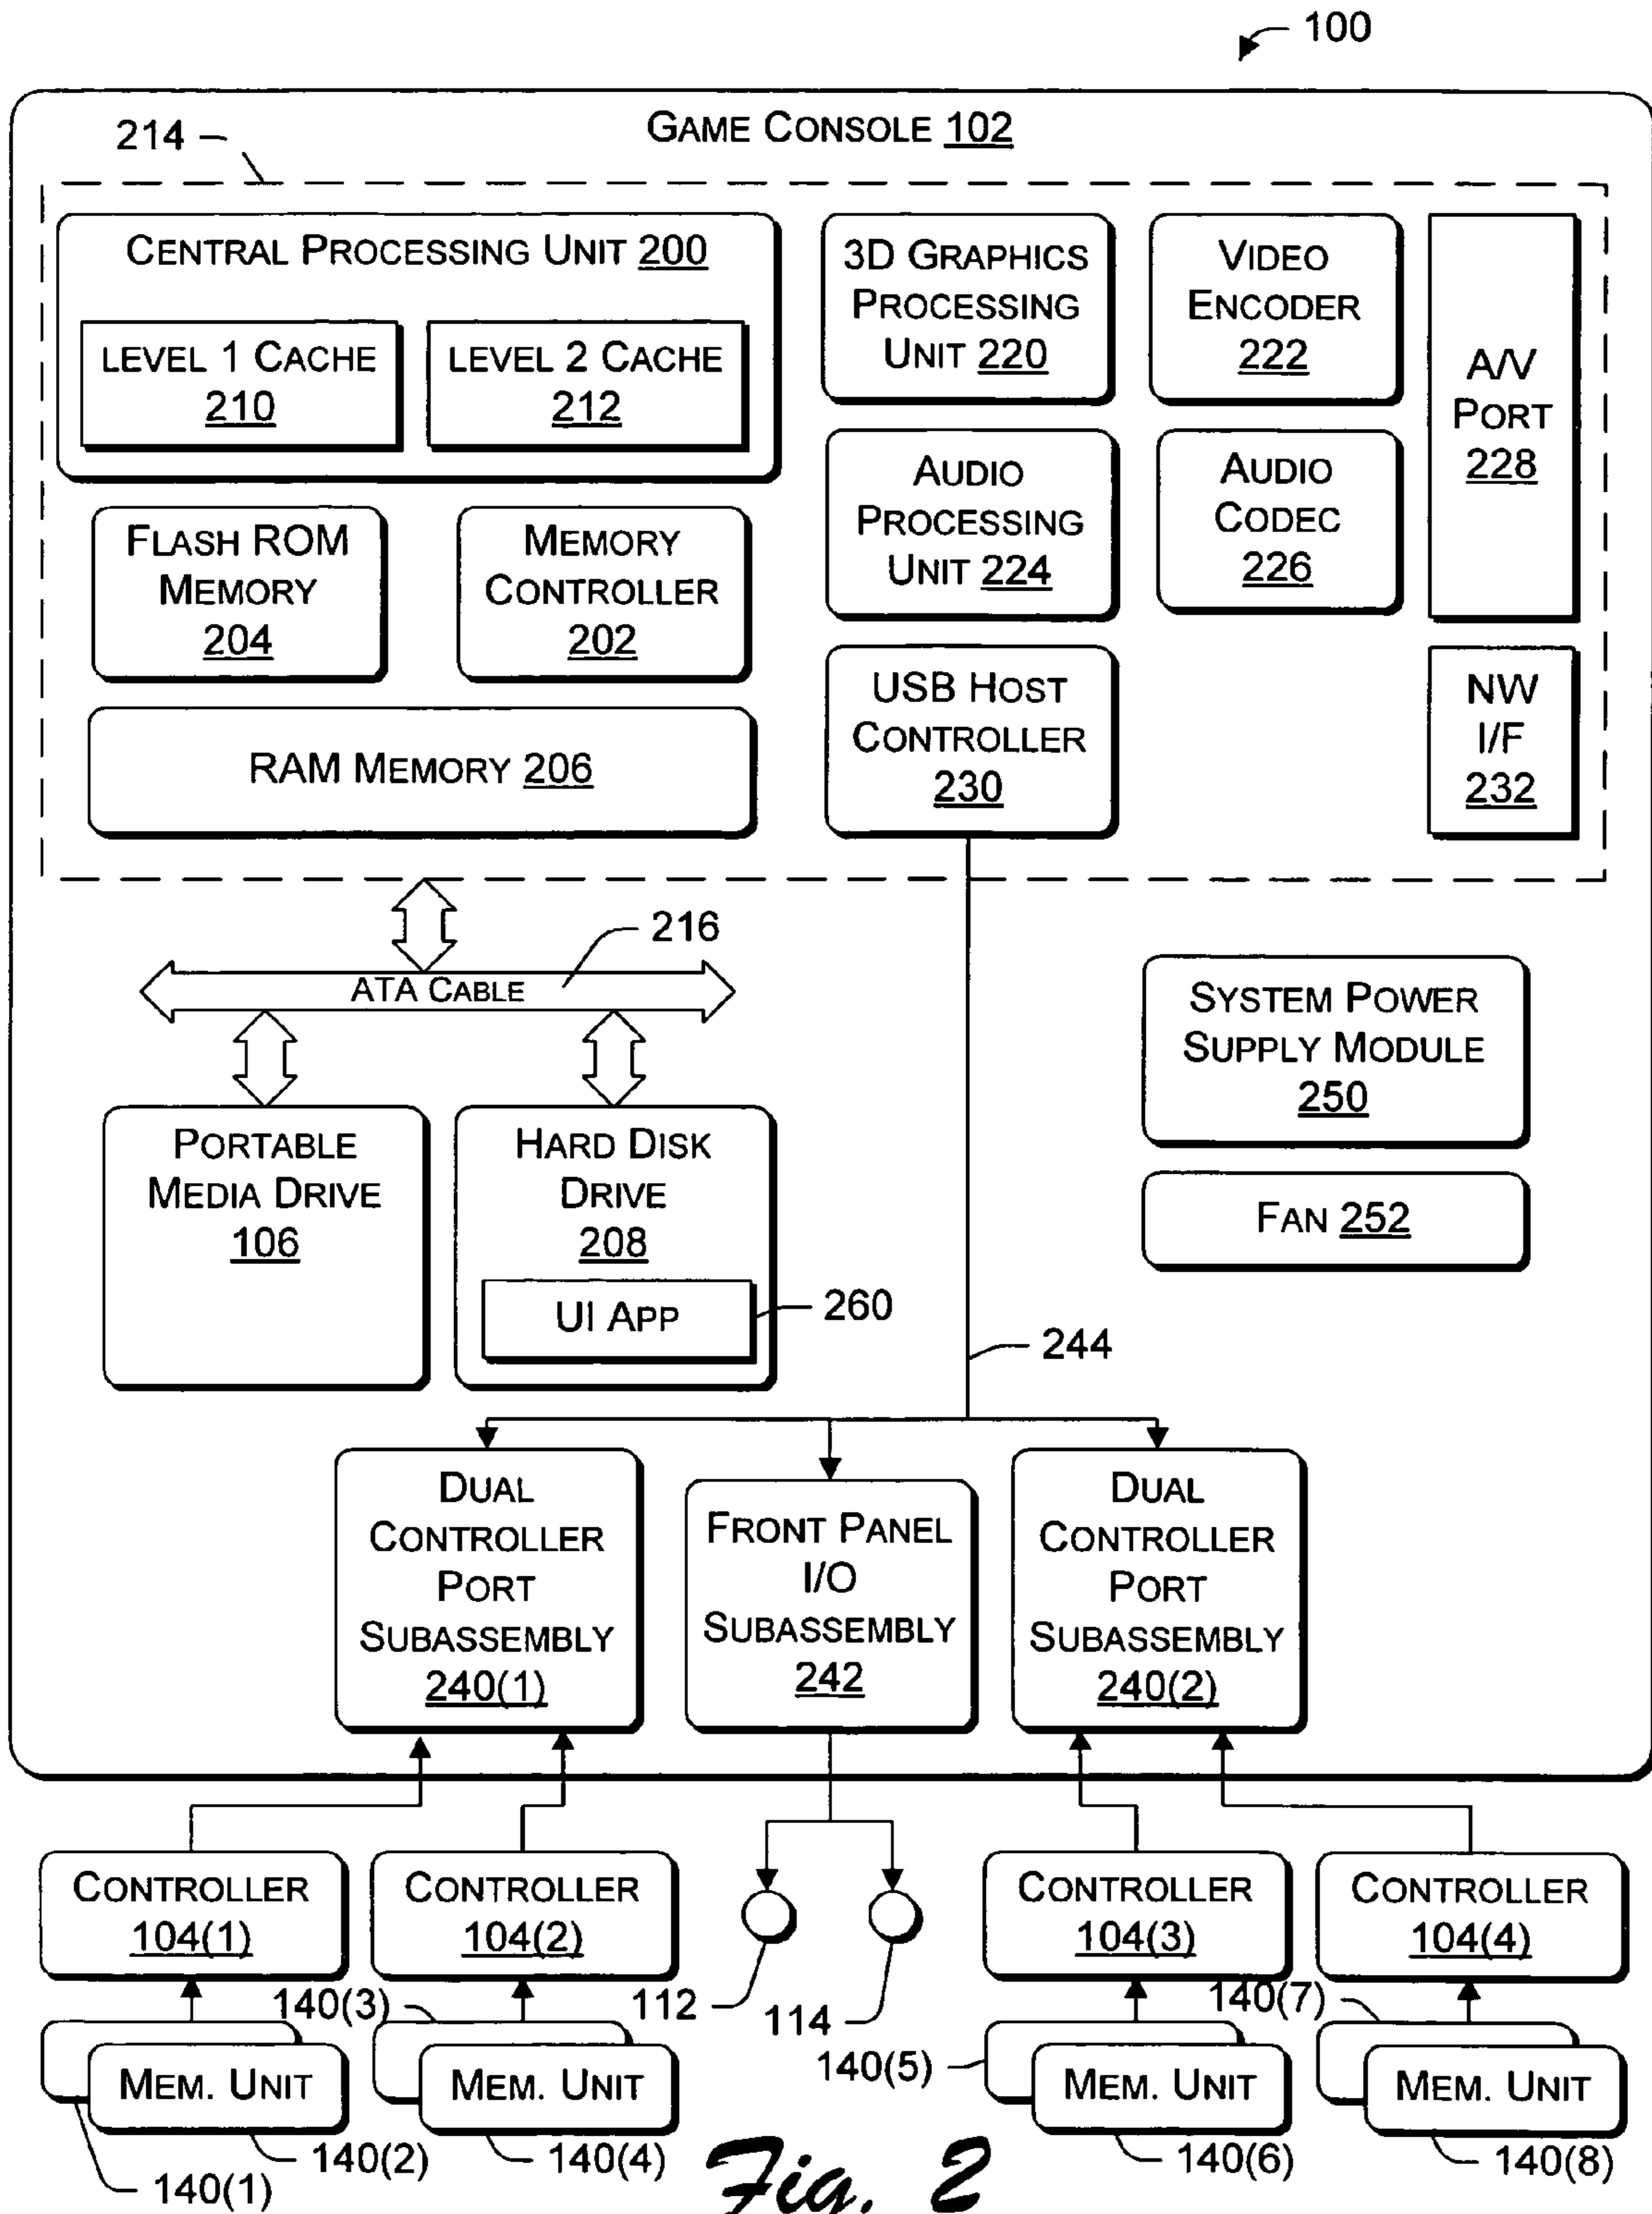 100
GAME CONSOLE 102
214
CENTRAL PROCESSING UNIT 200
LEVEL 1 CACHE
210
LEVEL 2 CACHE
212
3D GRAPHICS
PROCESSING
UNIT 220
VIDEO
ENCODER
222
A/V
PORT
228
AUDIO
PROCESSING
UNIT 224
AUDIO
CODEC
226
FLASH ROM
MEMORY
204
MEMORY
CONTROLLER
202
USB HOST
CONTROLLER
230
NW
I/F
232
RAM MEMORY 206
216
ATA CABLE
SYSTEM POWER
SUPPLY MODULE
250
PORTABLE
MEDIA DRIVE
106
HARD DISK
DRIVE
208
UI APP
260
FAN 252
244
DUAL
CONTROLLER
PORT
SUBASSEMBLY
240(1)
FRONT PANEL
I/O
SUBASSEMBLY
242
DUAL
CONTROLLER
PORT
SUBASSEMBLY
240(2)
CONTROLLER
104(1)
CONTROLLER
104(2)
CONTROLLER
104(3)
CONTROLLER
104(4)
140(3)
112
114
140(7)
140(5)
MEM. UNIT
MEM. UNIT
MEM. UNIT
MEM. UNIT
140(1)
140(2)
140(4)
140(6)
140(8)
Fig. 2